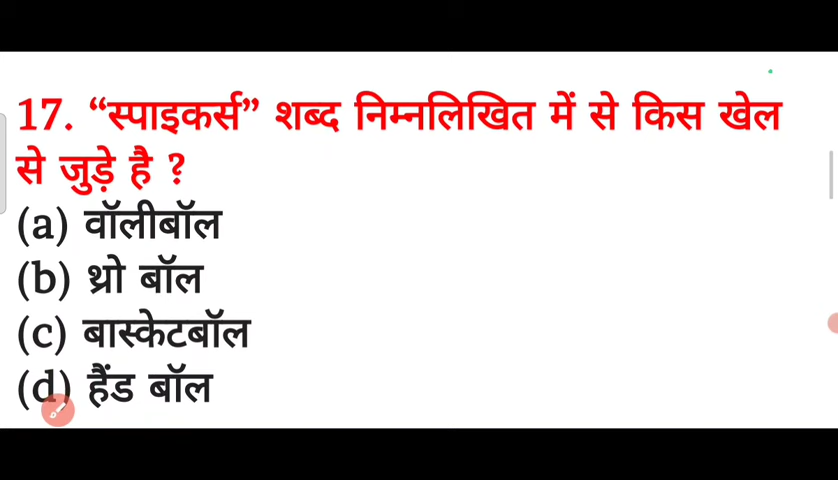 17. “स्पाइकर्स” शब्द निम्नलिखित में से किस खेल
से जुड़े है ?
(a) वॉलीबॉल
(b) थ्रो बॉल
(c) बास्केटबॉल
(d) हैंड बॉल